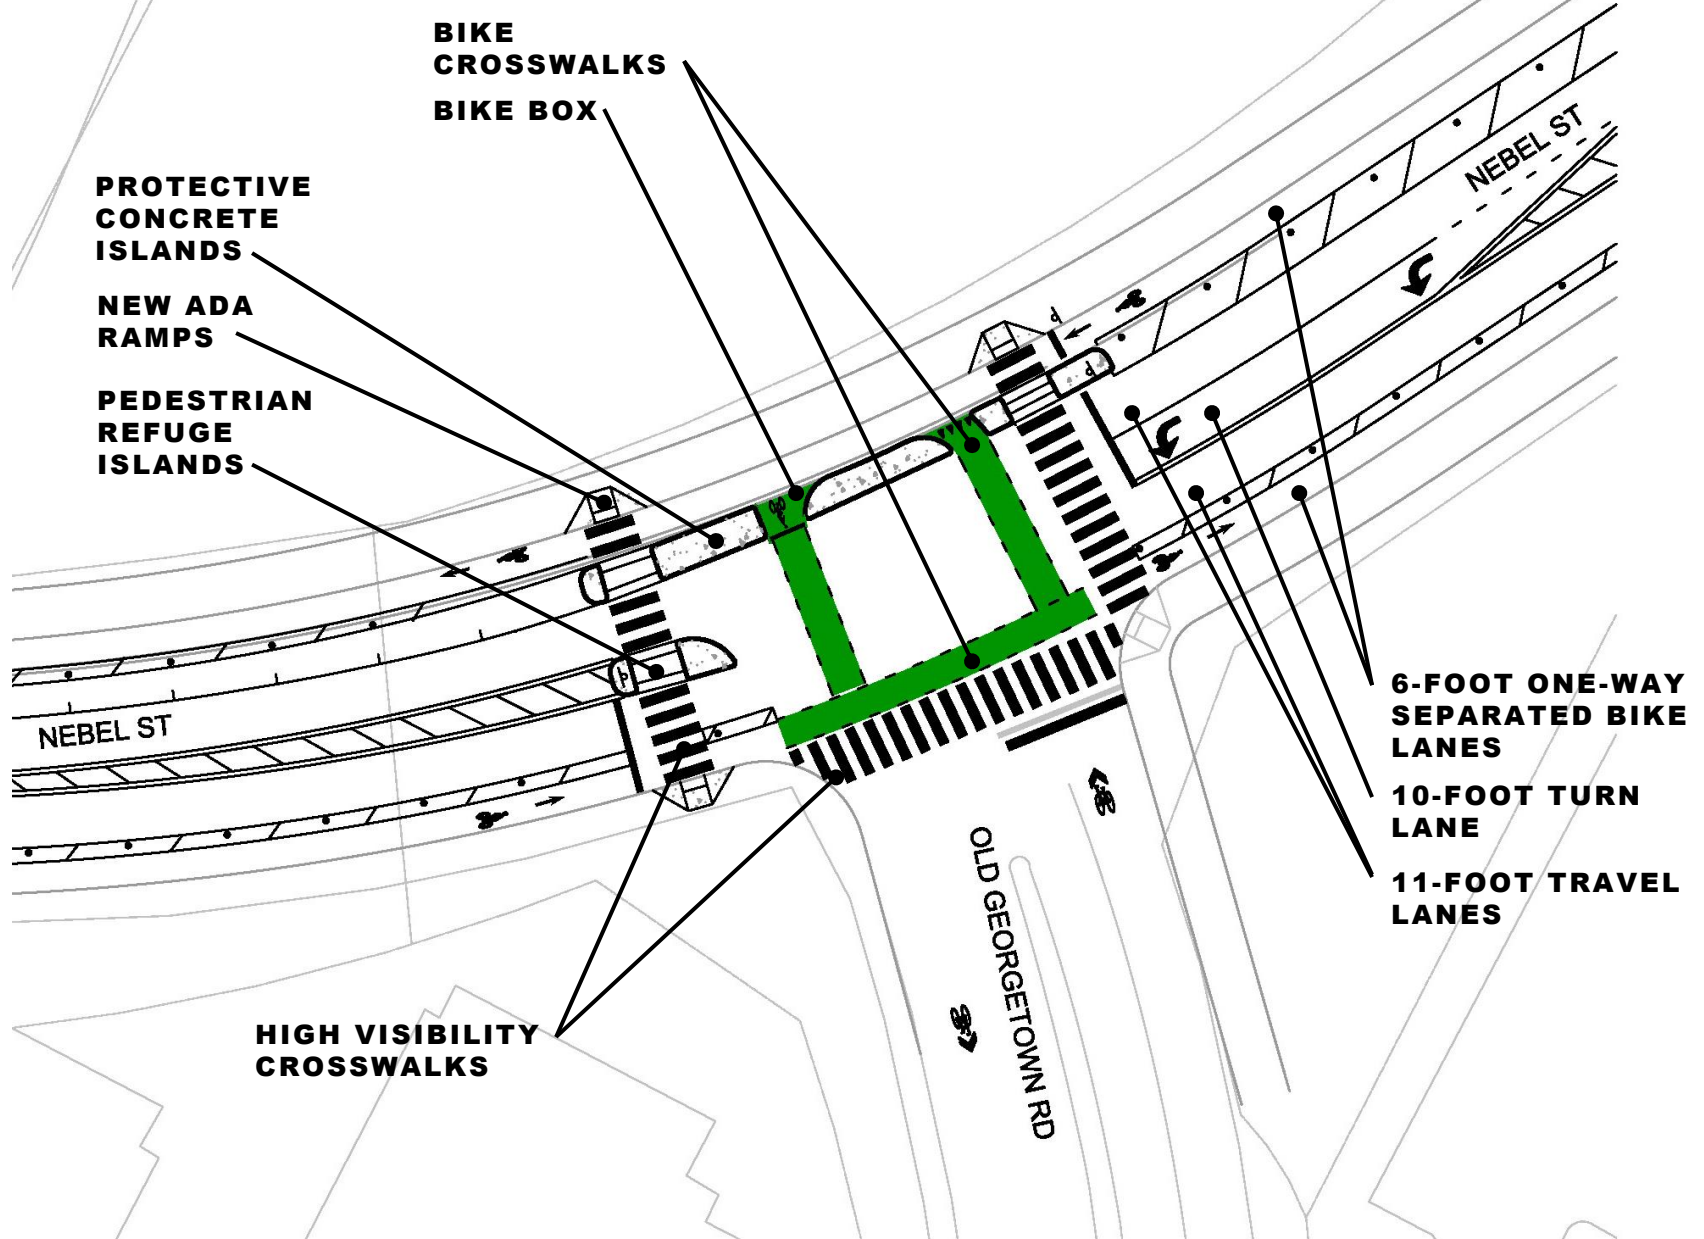 BIKE
CROSSWALKS
BIKE BOX
PROTECTIVE
CONCRETE
ISLANDS
NEW ADA
RAMPS
PEDESTRIAN
REFUGE
ISLANDS
NEBEL ST
NEBEL ST
6-FOOT ONE-WAY
SEPARATED BIKE
LANES
10-FOOT TURN
LANE
11-FOOT TRAVEL
LANES
OLD GEORGETOWN RD
HIGH VISIBILITY
CROSSWALKS